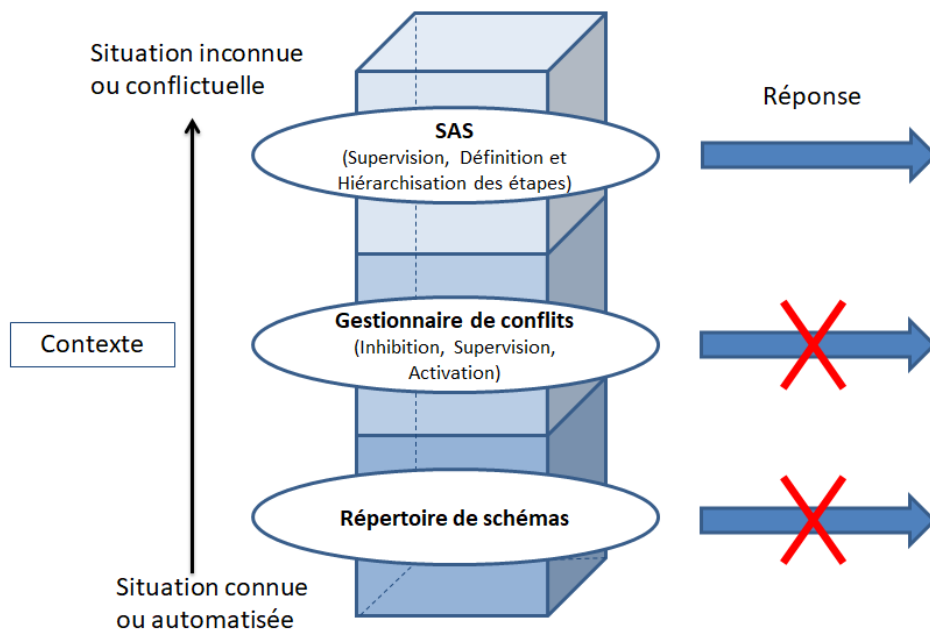 Situation inconnue
ou conflictuelle
Réponse
SAS
(Supervision, Définition et
Hiérarchisation des étapes)
Contexte
Gestionnaire de conflits
(Inhibition, Supervision,
Activation)
Répertoire de schémas
Situation connue
ou automatisée